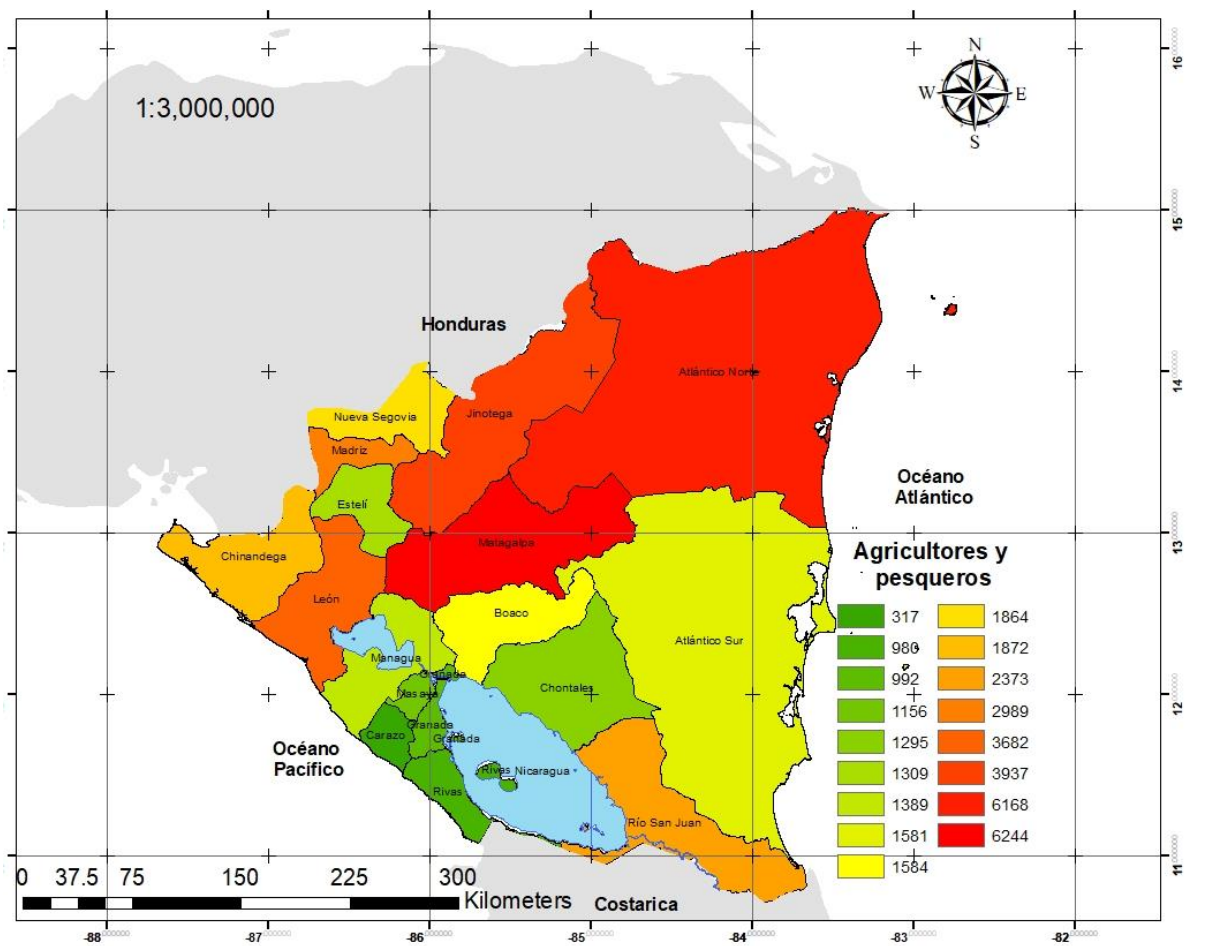 N
W
E
S
1:3,000,000
Honduras
Atlántico Norte
Nueva Segovia
Jinotega
Madriz
Estelí
Océano
Atlántico
Chinandega
Matagalpa
León
Boaco
Atlántico Sur
Managua
Granada
Masaya
Chontales
Granada
Carazo
Granada
Océano
Pacífico
Rivas
Nicaragua
Rivas
Río San Juan
Costarica
Agricultores y
pesqueros
317
980
992
1156
1295
1309
1389
1581
1584
1864
1872
2373
2989
3682
3937
6168
6244
0 37.5 75 150 225 300
Kilometers
16
15
14
13
12
11
-88 -87 -86 -85 -84 -83 -82